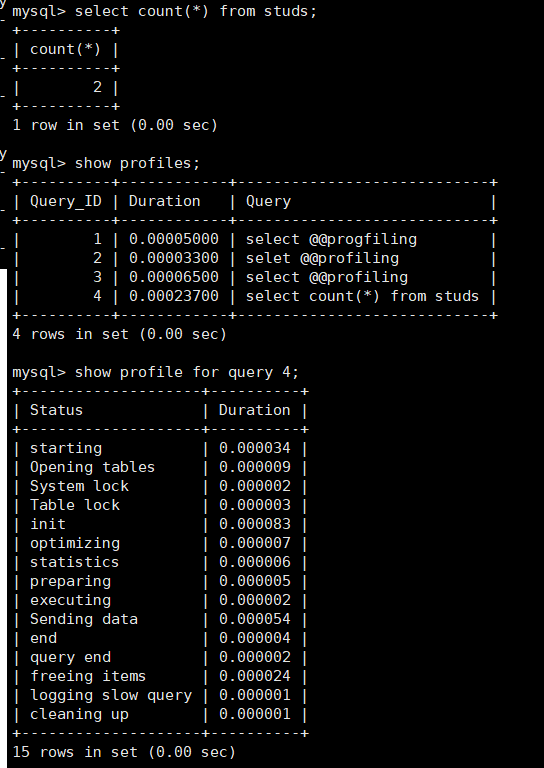 mysql> select count(*) from studs;
+----------+
| count(*) |
+----------+
|        2 |
+----------+
1 row in set (0.00 sec)
mysql> show profiles;
+----------+------------+-----------------------------+
| Query_ID | Duration   | Query                       |
+----------+------------+-----------------------------+
|        1 | 0.00005000 | select @@progfiling         |
|        2 | 0.00003300 | selet @@profiling           |
|        3 | 0.00006500 | select @@profiling          |
|        4 | 0.00023700 | select count(*) from studs |
+----------+------------+-----------------------------+
4 rows in set (0.00 sec)
mysql> show profile for query 4;
+--------------------+----------+
| Status             | Duration |
+--------------------+----------+
| starting           | 0.000034 |
| Opening tables     | 0.000009 |
| System lock        | 0.000002 |
| Table lock         | 0.000003 |
| init               | 0.000083 |
| optimizing         | 0.000007 |
| statistics         | 0.000006 |
| preparing          | 0.000005 |
| executing          | 0.000002 |
| Sending data       | 0.000054 |
| end                | 0.000004 |
| query end          | 0.000002 |
| freeing items      | 0.000024 |
| logging slow query | 0.000001 |
| cleaning up        | 0.000001 |
+--------------------+----------+
15 rows in set (0.00 sec)